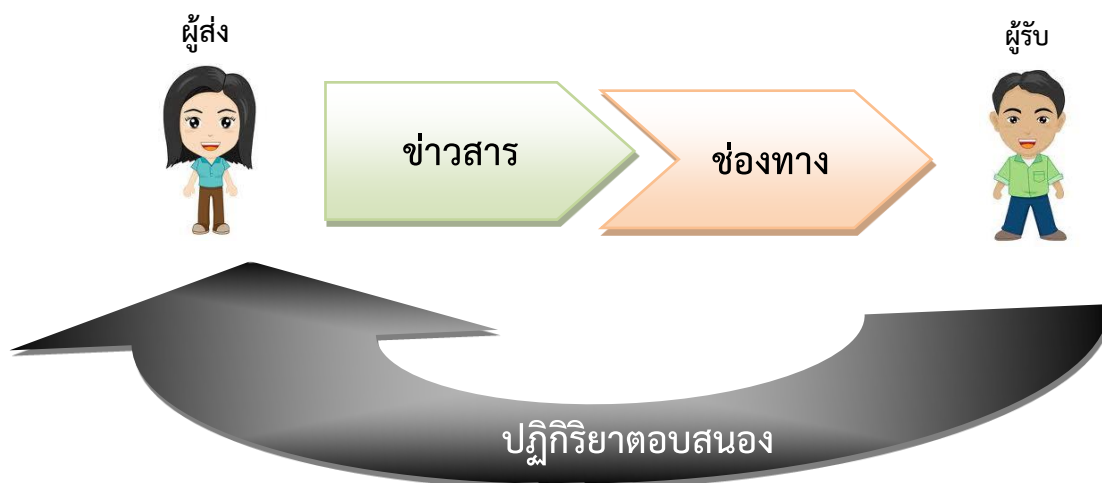 ผู้ส่ง
ผู้รับ
ข่าวสาร
ช่องทาง
ปฏิกิริยาตอบสนอง